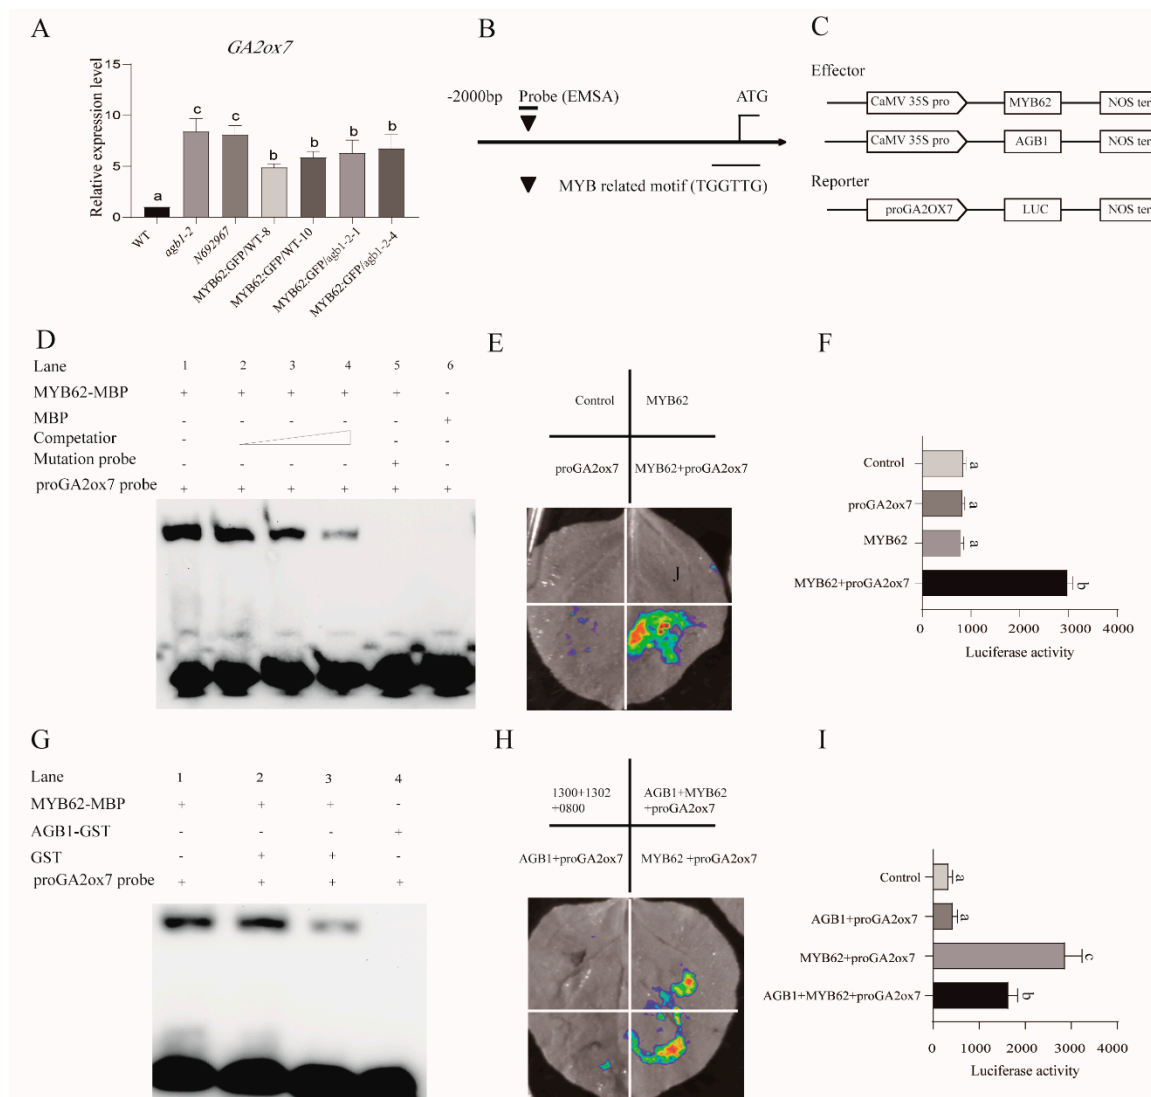 A
GA2ox7
Relative expression level
15
10
5
0
a
c
c
b
b
b
b
WT
agb1-2
N692967
MYB62:GFP/WT-8
MYB62:GFP/WT-10
MYB62:GFP/agb1-2-1
MYB62:GFP/agb1-2-4
B
-2000bp Probe (EMSA) ATG
MYB related motif (TGGTTG)
C
Effector
CaMV 35S pro MYB62 NOS ter
CaMV 35S pro AGB1 NOS ter
Reporter
proGA2OX7 LUC NOS ter
D
Lane 1 2 3 4 5 6
MYB62-MBP + + + + + -
MBP - - - - - +
Competatior - - -
Mutation probe - - - - + -
proGA2ox7 probe + + + + + +
E
Control MYB62
proGA2ox7 MYB62+proGA2ox7
J
F
Control a
proGA2ox7 a
MYB62 a
MYB62+proGA2ox7 b
0 1000 2000 3000 4000
Luciferase activity
G
Lane 1 2 3 4
MYB62-MBP + + + -
AGB1-GST - - - +
GST - + + -
proGA2ox7 probe + + + +
H
1300+1302 AGB1+MYB62
+0800 +proGA2ox7
AGB1+proGA2ox7 MYB62 +proGA2ox7
I
Control a
AGB1+proGA2ox7 a
MYB62+proGA2ox7 c
AGB1+MYB62+proGA2ox7 b
0 1000 2000 3000 4000
Luciferase activity